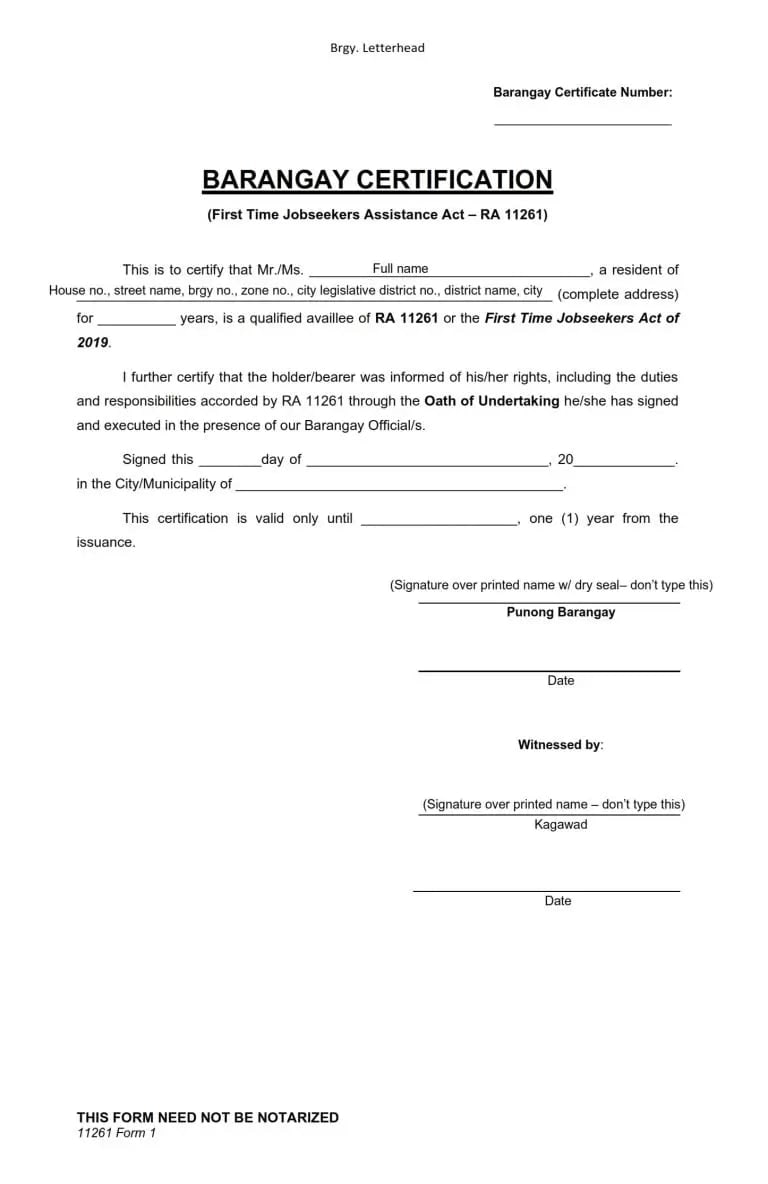 Brgy. Letterhead
Barangay Certificate Number:
BARANGAY CERTIFICATION
(First Time Jobseekers Assistance Act – RA 11261)
This is to certify that Mr./Ms. Full name, a resident of
House no., street name, brgy no., zone no., city legislative district no., district name, city (complete address)
for __________ years, is a qualified availlee of RA 11261 or the First Time Jobseekers Act of
2019.
I further certify that the holder/bearer was informed of his/her rights, including the duties
and responsibilities accorded by RA 11261 through the Oath of Undertaking he/she has signed
and executed in the presence of our Barangay Official/s.
Signed this ________day of _______________________________, 20_____________.
in the City/Municipality of __________________________________________.
This certification is valid only until ____________________, one (1) year from the
issuance.
(Signature over printed name w/ dry seal– don't type this)
Punong Barangay
Date
Witnessed by:
(Signature over printed name – don't type this)
Kagawad
Date
THIS FORM NEED NOT BE NOTARIZED
11261 Form 1